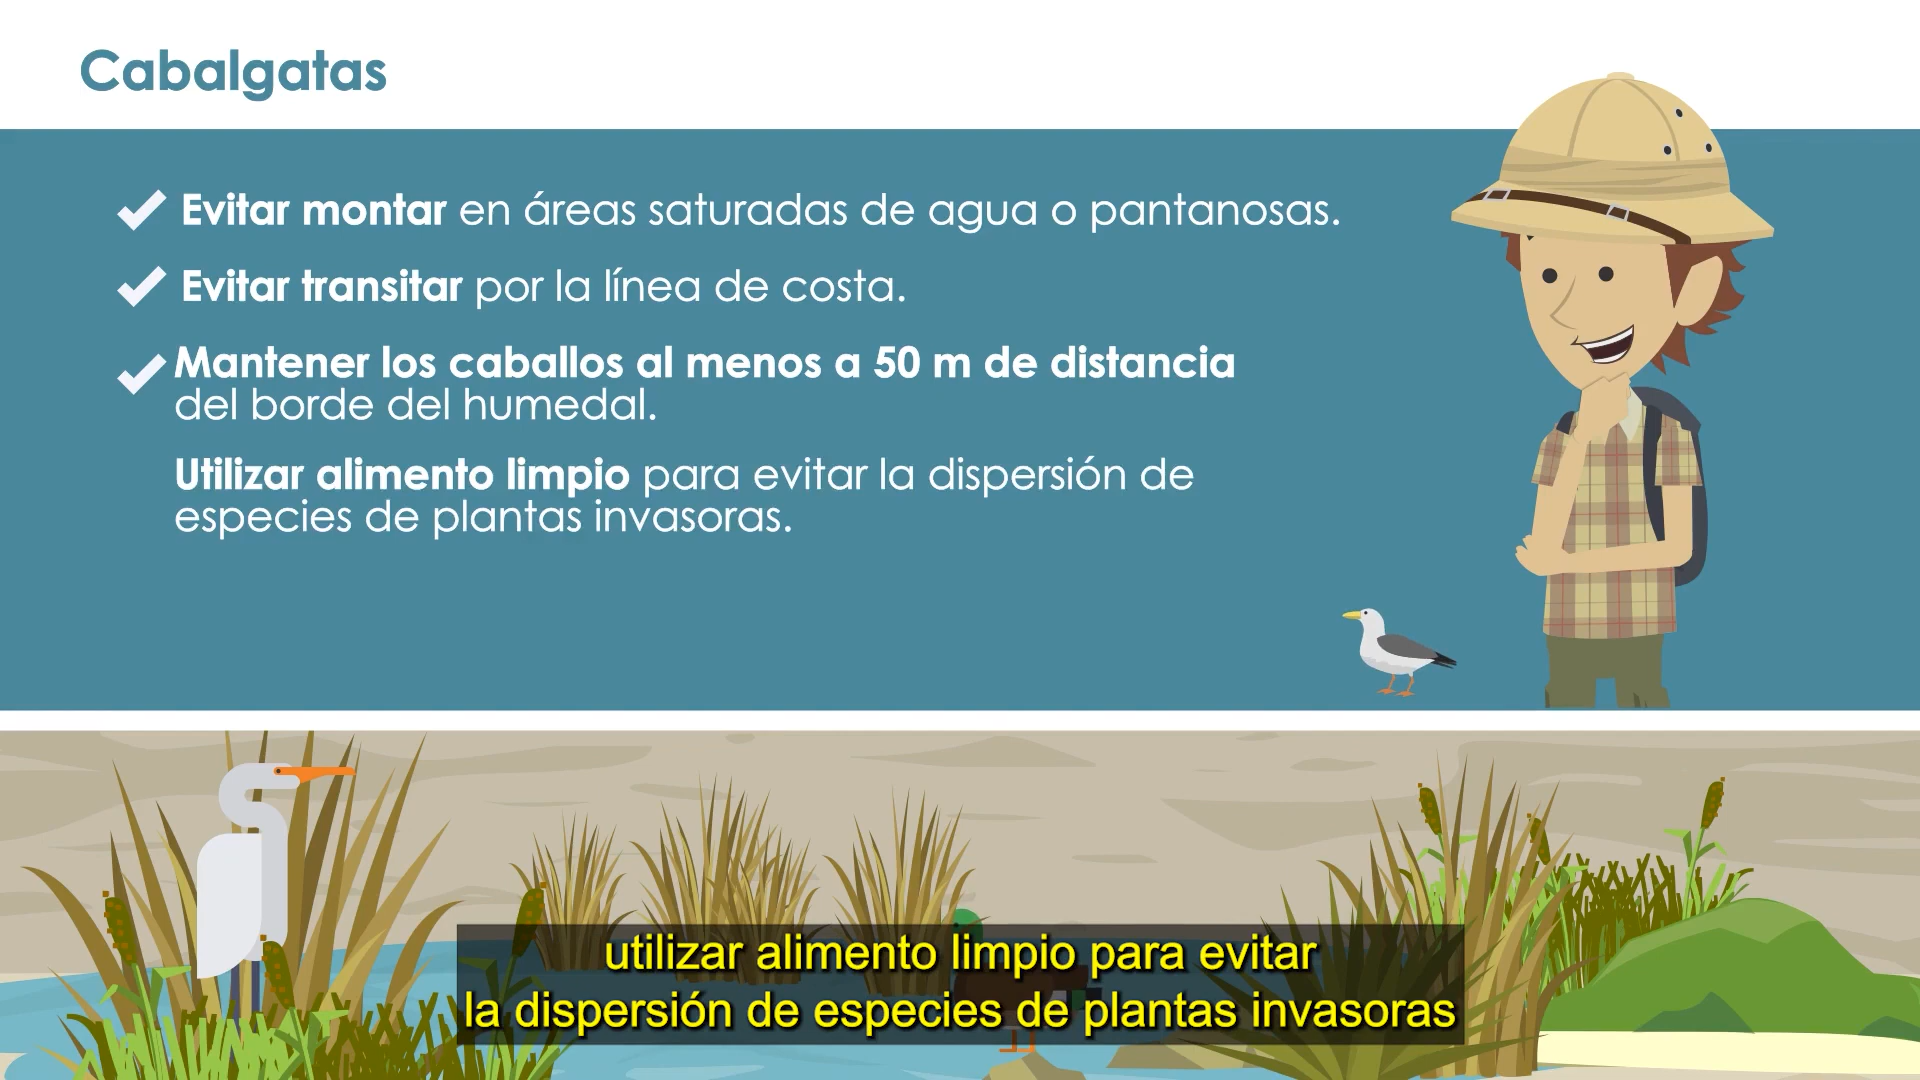 Cabalgatas
Evitar montar en áreas saturadas de agua o pantanosas.
Evitar transitar por la línea de costa.
Mantener los caballos al menos a 50 m de distancia
del borde del humedal.
Utilizar alimento limpio para evitar la dispersión de
especies de plantas invasoras.
utilizar alimento limpio para evitar
la dispersión de especies de plantas invasoras